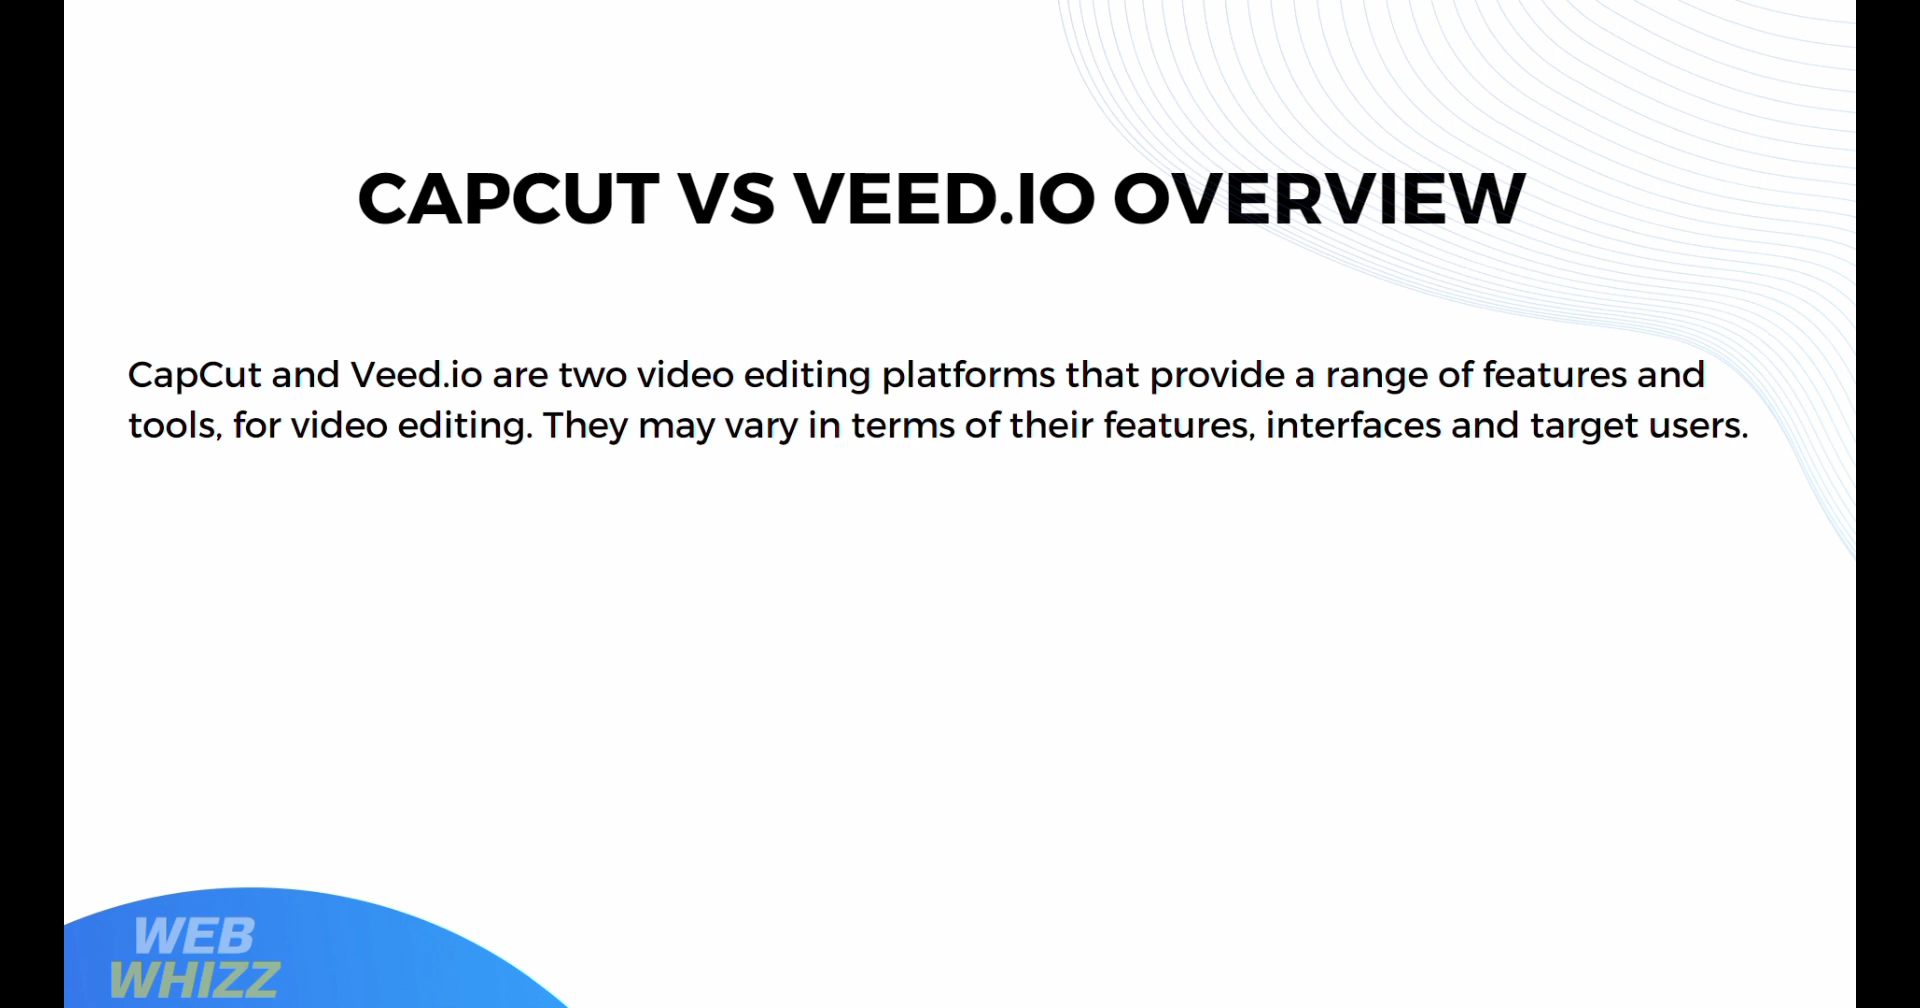 CAPCUT VS VEED.IO OVERVIEW
CapCut and Veed.io are two video editing platforms that provide a range of features and
tools, for video editing. They may vary in terms of their features, interfaces and target users.
WEB
WHIZZ